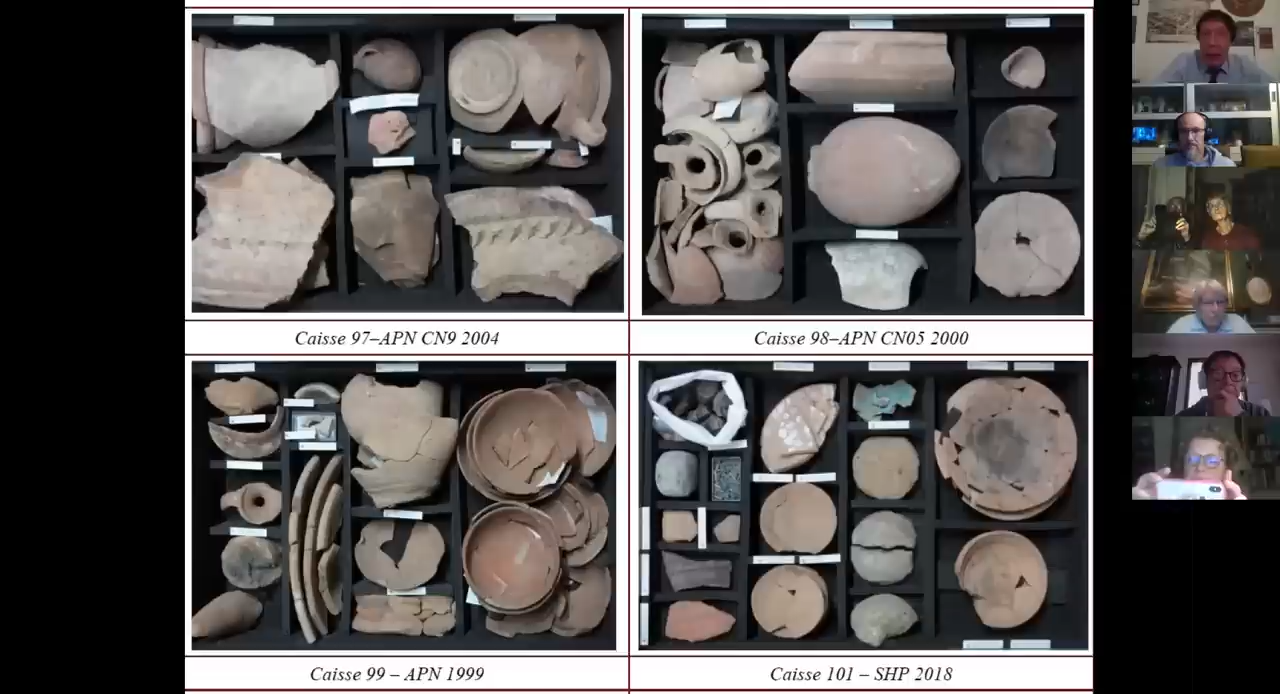 Caisse 97–APN CN9 2004
Caisse 98–APN CN05 2000
Caisse 99 – APN 1999
Caisse 101 – SHP 2018